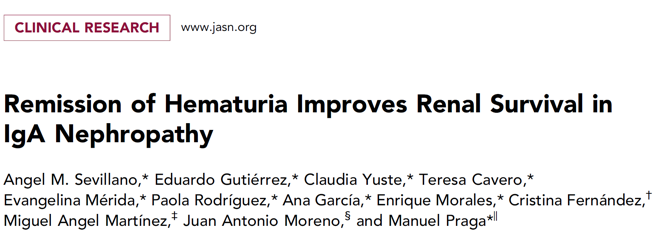 CLINICAL RESEARCH www.jasn.org
Remission of Hematuria Improves Renal Survival in
IgA Nephropathy
Angel M. Sevillano,* Eduardo Gutiérrez,* Claudia Yuste,* Teresa Cavero,*
Evangelina Mérida,* Paola Rodríguez,* Ana García,* Enrique Morales,* Cristina Fernández,†
Miguel Angel Martínez,‡ Juan Antonio Moreno,§ and Manuel Praga*‖